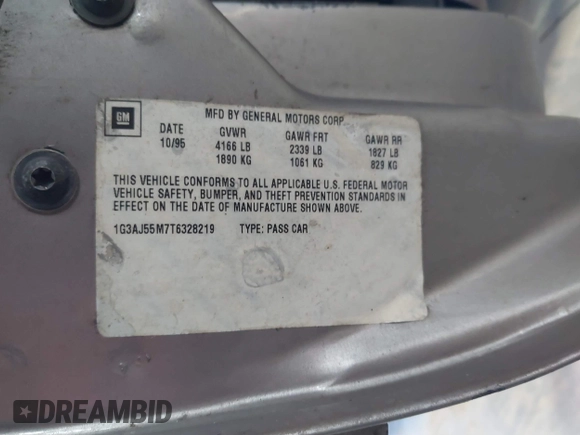 GM
MFD BY GENERAL MOTORS CORP
DATE GVWR GAWR FRT GAWR RR
10/95 4166 LB 2339 LB 1827 LB
1890 KG 1061 KG 829 KG
THIS VEHICLE CONFORMS TO ALL APPLICABLE U.S. FEDERAL MOTOR
VEHICLE SAFETY, BUMPER, AND THEFT PREVENTION STANDARDS IN
EFFECT ON THE DATE OF MANUFACTURE SHOWN ABOVE.
1G3AJ55M7T6328219 TYPE: PASS CAR
DREAMBID